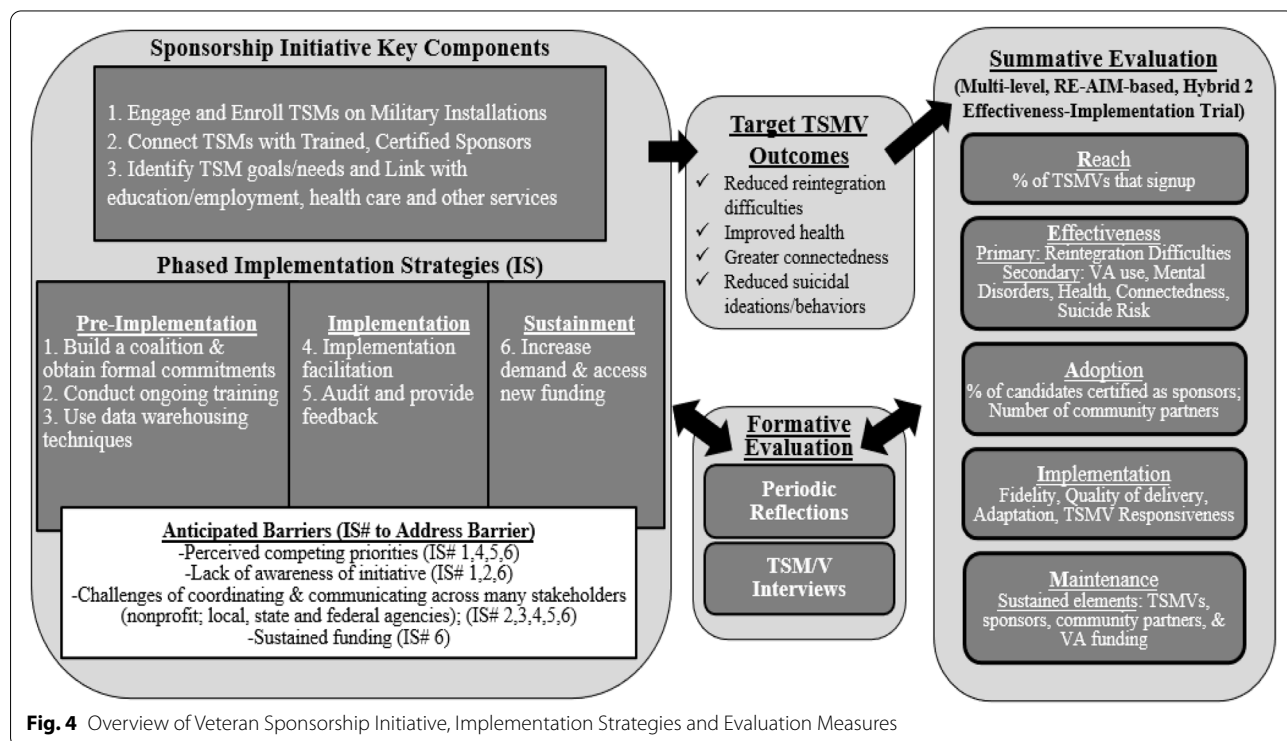 Sponsorship Initiative Key Components
1. Engage and Enroll TSMs on Military Installations
2. Connect TSMs with Trained, Certified Sponsors
3. Identify TSM goals/needs and Link with
education/employment, health care and other services
Phased Implementation Strategies (IS)
Pre-Implementation
1. Build a coalition &
obtain formal commitments
2. Conduct ongoing training
3. Use data warehousing
techniques
Implementation
4. Implementation
facilitation
5. Audit and provide
feedback
Sustainment
6. Increase
demand & access
new funding
Anticipated Barriers (IS# to Address Barrier)
-Perceived competing priorities (IS# 1,4,5,6)
-Lack of awareness of initiative (IS# 1,2,6)
-Challenges of coordinating & communicating across many stakeholders
(nonprofit; local, state and federal agencies); (IS# 2,3,4,5,6)
-Sustained funding (IS# 6)
Target TSMV
Outcomes
✓ Reduced reintegration
difficulties
✓ Improved health
✓ Greater connectedness
✓ Reduced suicidal
ideations/behaviors
Formative
Evaluation
Periodic
Reflections
TSM/V
Interviews
Summative Evaluation
(Multi-level, RE-AIM-based, Hybrid 2
Effectiveness-Implementation Trial)
Reach
% of TSMVs that signup
Effectiveness
Primary: Reintegration Difficulties
Secondary: VA use, Mental
Disorders, Health, Connectedness,
Suicide Risk
Adoption
% of candidates certified as sponsors;
Number of community partners
Implementation
Fidelity, Quality of delivery,
Adaptation, TSMV Responsiveness
Maintenance
Sustained elements: TSMVs,
sponsors, community partners, &
VA funding
Fig. 4 Overview of Veteran Sponsorship Initiative, Implementation Strategies and Evaluation Measures